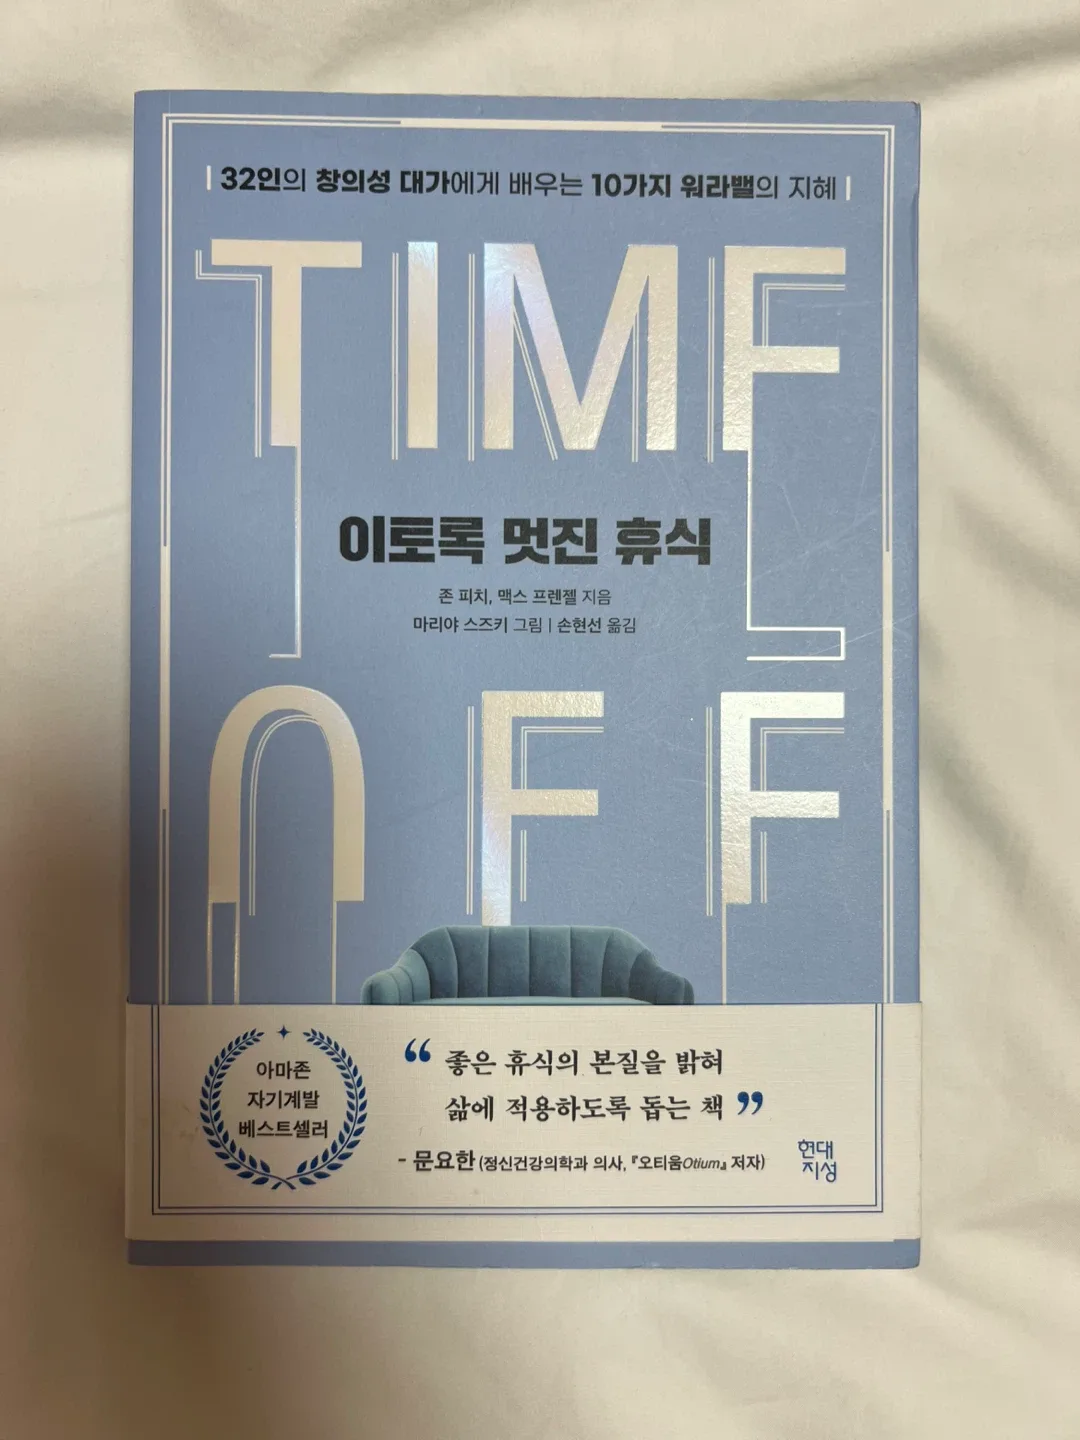 32인의 창의성 대가에게 배우는 10가지 워라밸의 지혜
TIME
이토록 멋진 휴식
존 피치, 맥스 프렌젤 지음
마리야 스즈키 그림 | 손현선 옮김
OFF
아마존
자기계발
베스트셀러
“ 좋은 휴식의 본질을 밝혀
삶에 적용하도록 돕는 책 ”
- 문요한 (정신건강의학과 의사, 『오티움Otium』 저자)
현대
지성